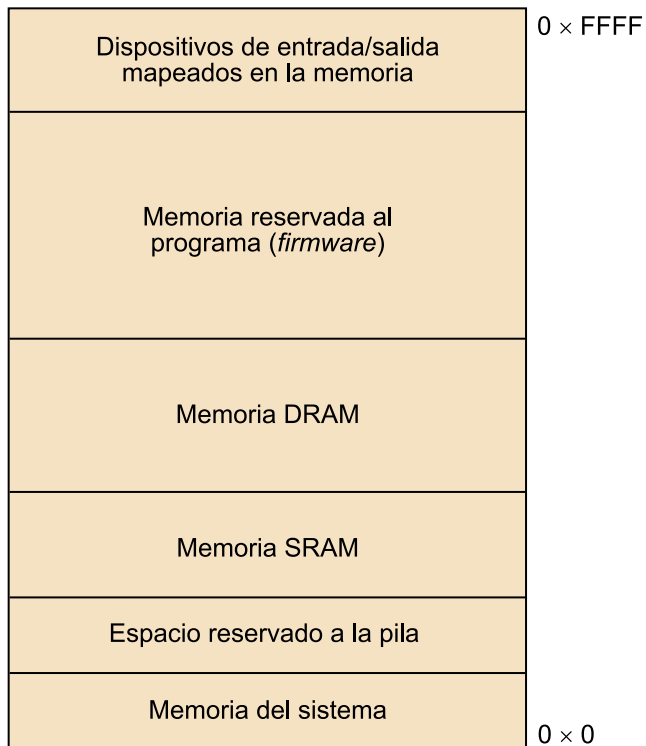 Dispositivos de entrada/salida
mapeados en la memoria
0 × FFFF
Memoria reservada al
programa (firmware)
Memoria DRAM
Memoria SRAM
Espacio reservado a la pila
Memoria del sistema
0 × 0